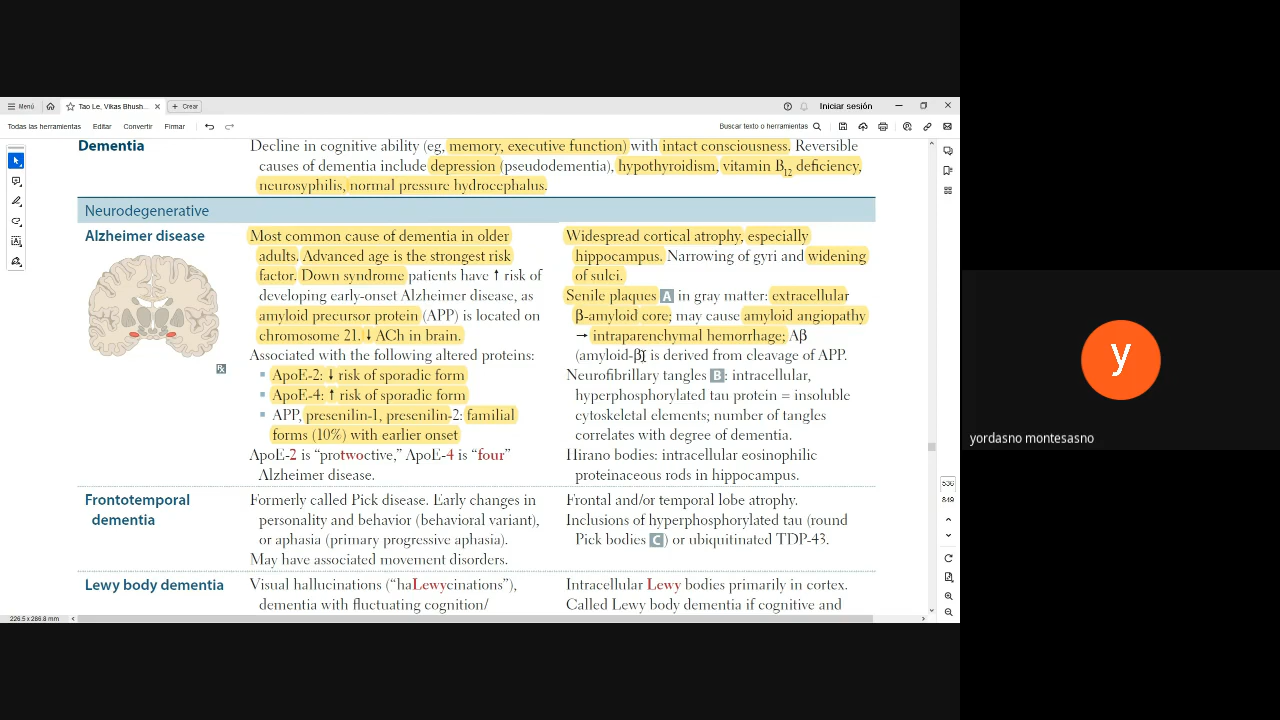 Menú
Tao Le, Vikas Bhush...
Crear
Iniciar sesión
Todas las herramientas
Editar
Convertir
Firmar
Buscar texto o herramientas
Dementia
Decline in cognitive ability (eg, memory, executive function) with intact consciousness. Reversible
causes of dementia include depression (pseudodementia), hypothyroidism, vitamin B12 deficiency,
neurosyphilis, normal pressure hydrocephalus.
Neurodegenerative
Alzheimer disease
Most common cause of dementia in older
adults. Advanced age is the strongest risk
factor. Down syndrome patients have ↑ risk of
developing early-onset Alzheimer disease, as
amyloid precursor protein (APP) is located on
chromosome 21. ↓ ACh in brain.
Associated with the following altered proteins:
▪ ApoE-2: ↓ risk of sporadic form
▪ ApoE-4: ↑ risk of sporadic form
▪ APP, presenilin-1, presenilin-2: familial
forms (10%) with earlier onset
ApoE-2 is “protwoctive,” ApoE-4 is “four”
Alzheimer disease.
Widespread cortical atrophy, especially
hippocampus. Narrowing of gyri and widening
of sulci.
Senile plaques A in gray matter: extracellular
β-amyloid core; may cause amyloid angiopathy
→ intraparenchymal hemorrhage; Aβ
(amyloid-β) is derived from cleavage of APP.
Neurofibrillary tangles B: intracellular,
hyperphosphorylated tau protein = insoluble
cytoskeletal elements; number of tangles
correlates with degree of dementia.
Hirano bodies: intracellular eosinophilic
proteinaceous rods in hippocampus.
Rx
Frontotemporal
dementia
Formerly called Pick disease. Early changes in
personality and behavior (behavioral variant),
or aphasia (primary progressive aphasia).
May have associated movement disorders.
Frontal and/or temporal lobe atrophy.
Inclusions of hyperphosphorylated tau (round
Pick bodies C) or ubiquitinated TDP-43.
Lewy body dementia
Visual hallucinations (“haLewycinations”),
dementia with fluctuating cognition/
Intracellular Lewy bodies primarily in cortex.
Called Lewy body dementia if cognitive and
226.5 x 286.8 mm
536
849
y
yordasno montesasno